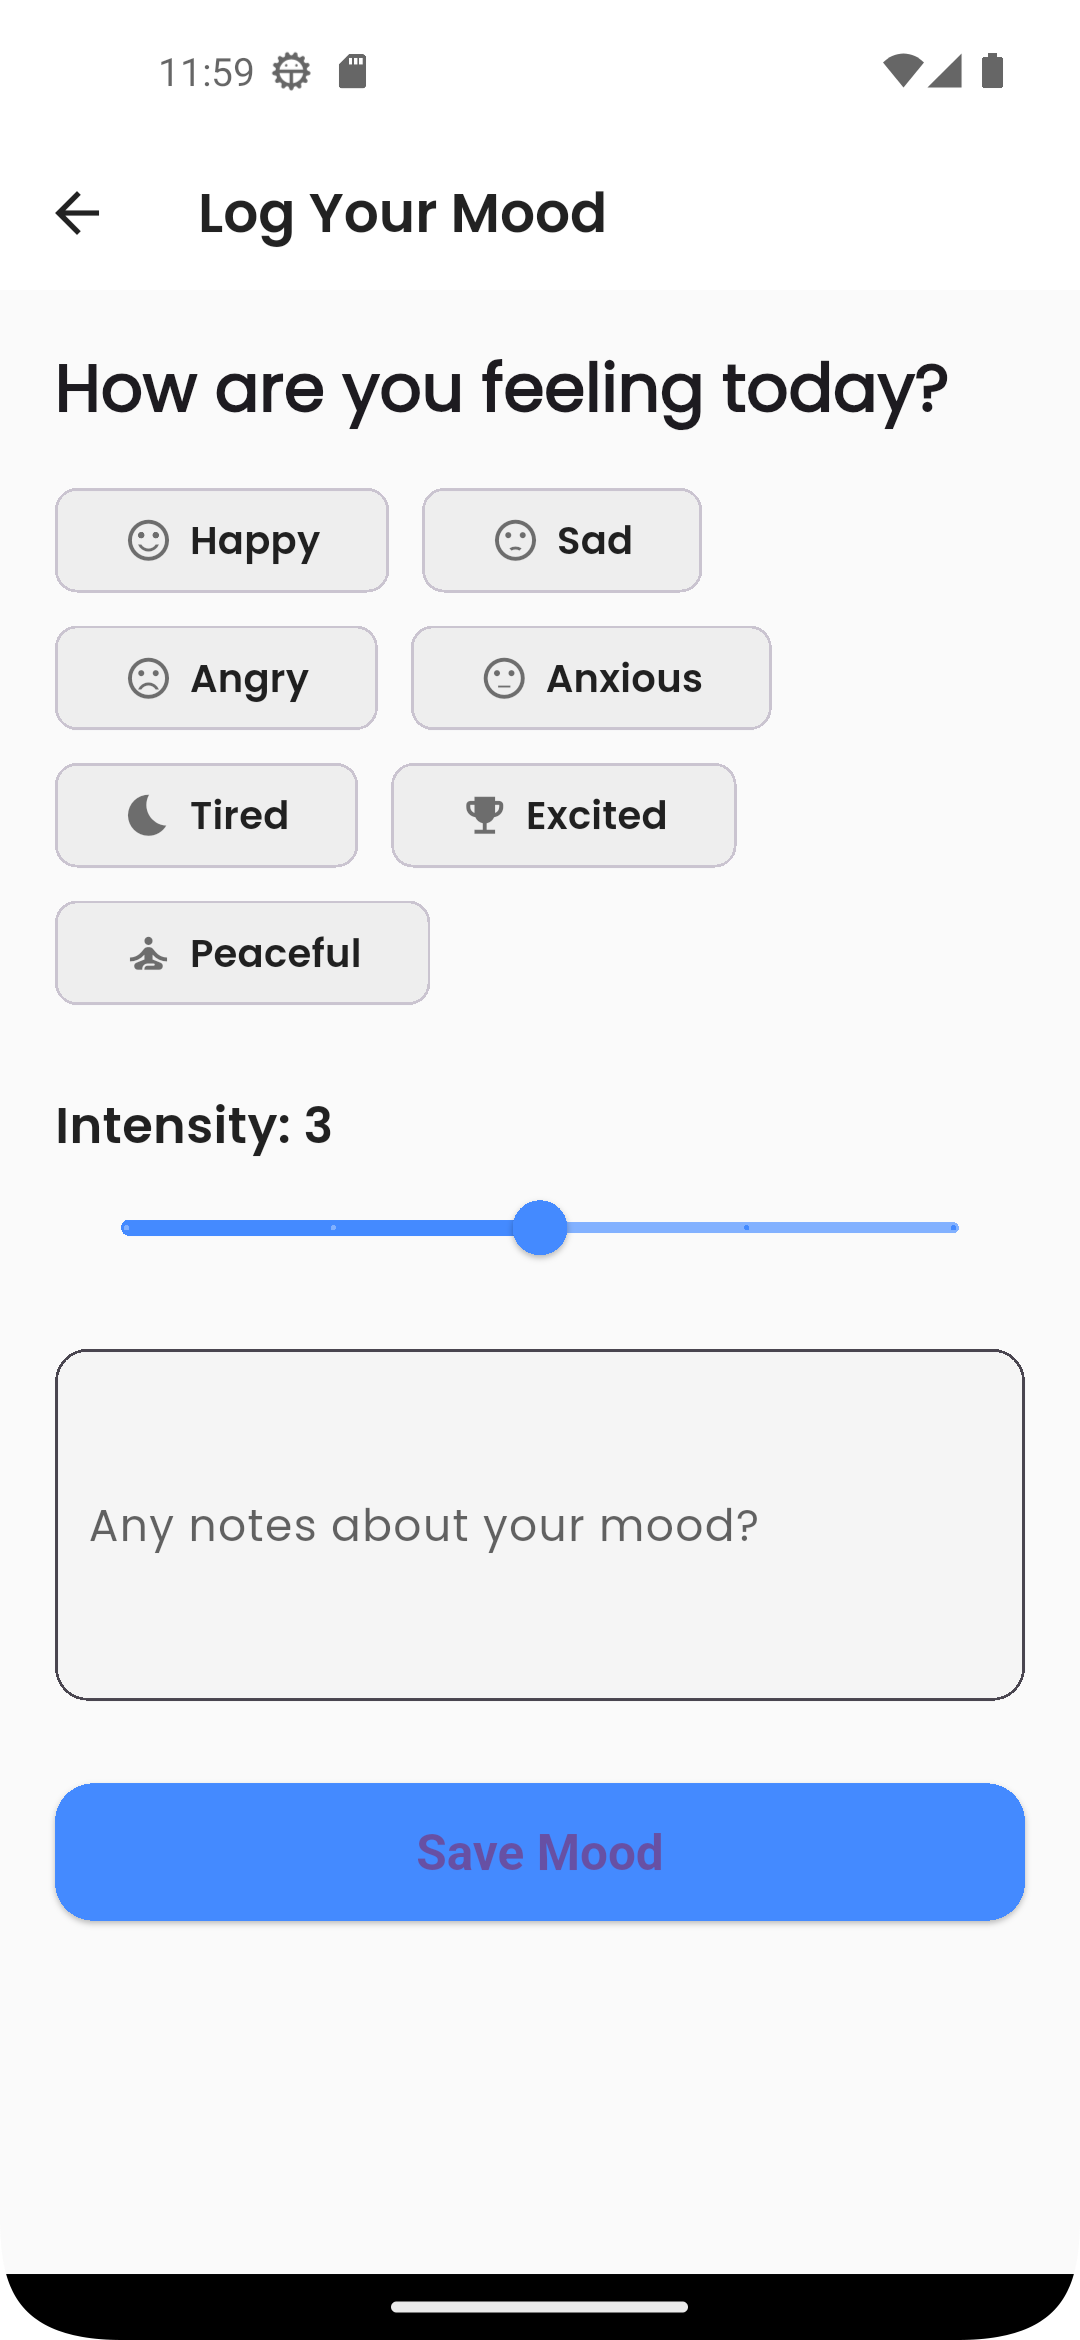 11:59
Log Your Mood
How are you feeling today?
Happy
Sad
Angry
Anxious
Tired
Excited
Peaceful
Intensity: 3
Any notes about your mood?
Save Mood